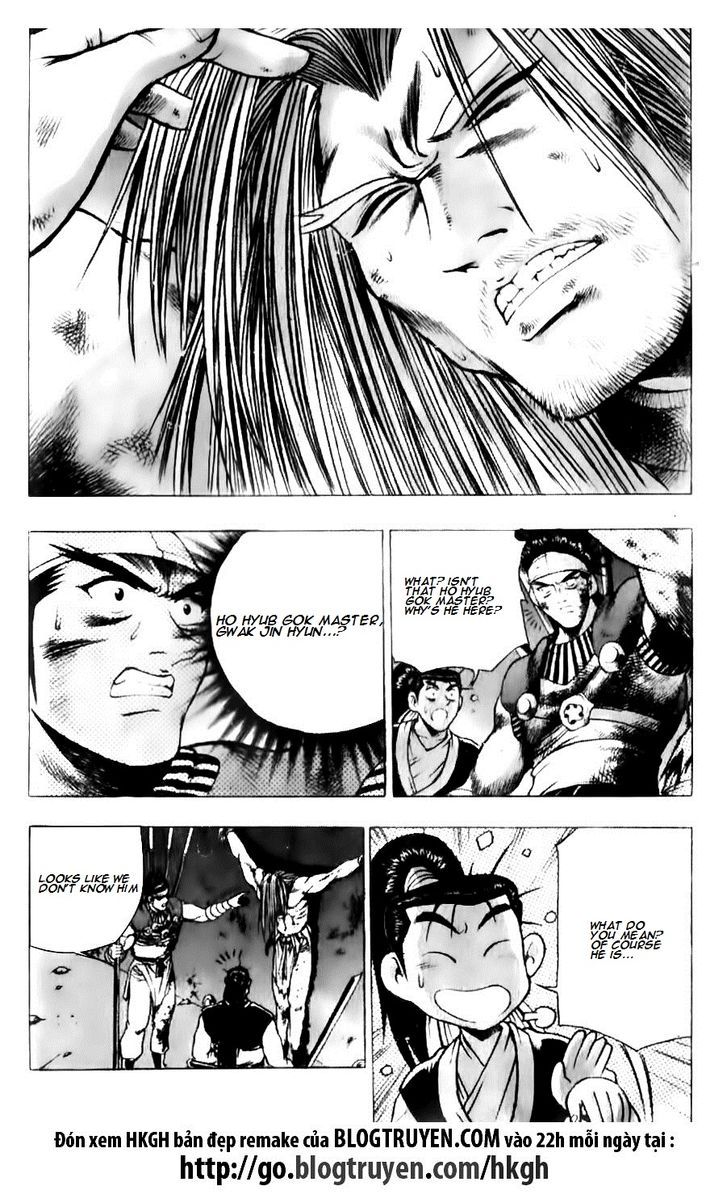 HO HYUB GOK MASTER,
GWAK JIN HYUN...?
WHAT? ISN'T
THAT HO HYUB
GOK MASTER?
WHY'S HE HERE?
LOOKS LIKE WE
DON'T KNOW HIM
WHAT DO
YOU MEAN?
OF COURSE
HE IS...
Đón xem HKGH bản đẹp remake của BLOGTRUYEN.COM vào 22h mỗi ngày tại :
http://go.blogtruyen.com/hkgh